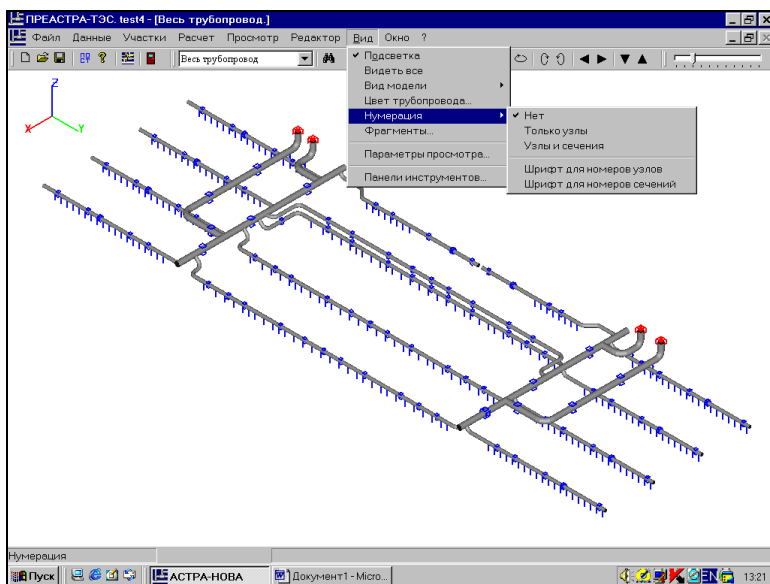 ПРЕАСТРА-ТЭС. test4 - [Весь трубопровод.]
Файл Данные Участки Расчет Просмотр Редактор Вид Окно ?
Весь трубопровод
Подсветка
Видеть все
Вид модели
Цвет трубопровода...
Нумерация
Фрагменты...
Параметры просмотра...
Панели инструментов...
Нет
Только узлы
Узлы и сечения
Шрифт для номеров узлов
Шрифт для номеров сечений
Z
X
Y
Нумерация
Пуск АСТРА-НОВА Документ1 - Micro... EN 13:21